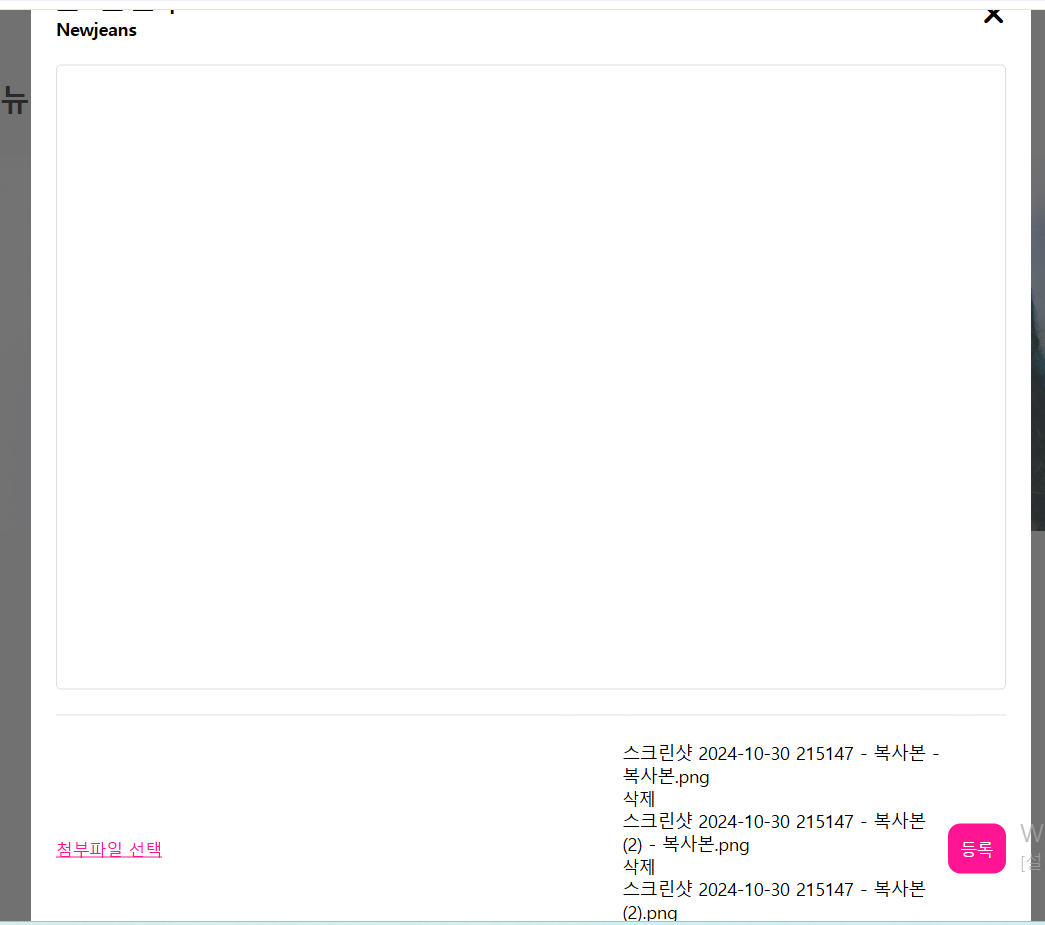 Newjeans
뉴
스크린샷 2024-10-30 215147 - 복사본 -
복사본.png
삭제
스크린샷 2024-10-30 215147 - 복사본
(2) - 복사본.png
삭제
스크린샷 2024-10-30 215147 - 복사본
(2).png
첨부파일 선택
등록
W
[설